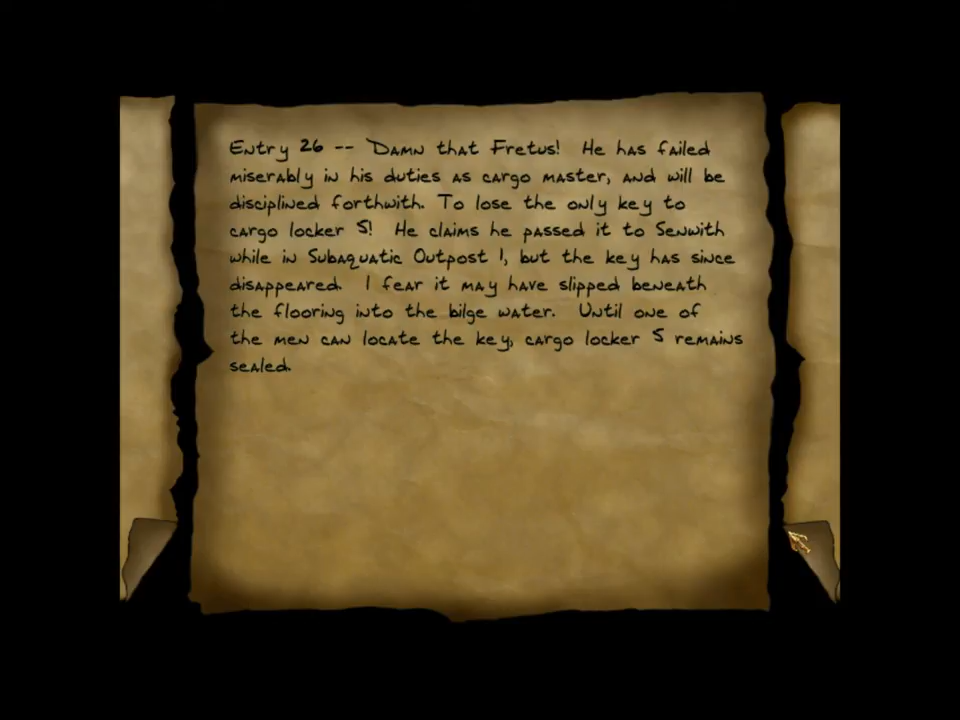 Entry 26 -- Damn that Fretus! He has failed
miserably in his duties as cargo master, and will be
disciplined forthwith. To lose the only key to
cargo locker 5! He claims he passed it to Senwith
while in Subaquatic Outpost 1, but the key has since
disappeared. I fear it may have slipped beneath
the flooring into the bilge water. Until one of
the men can locate the key, cargo locker 5 remains
sealed.